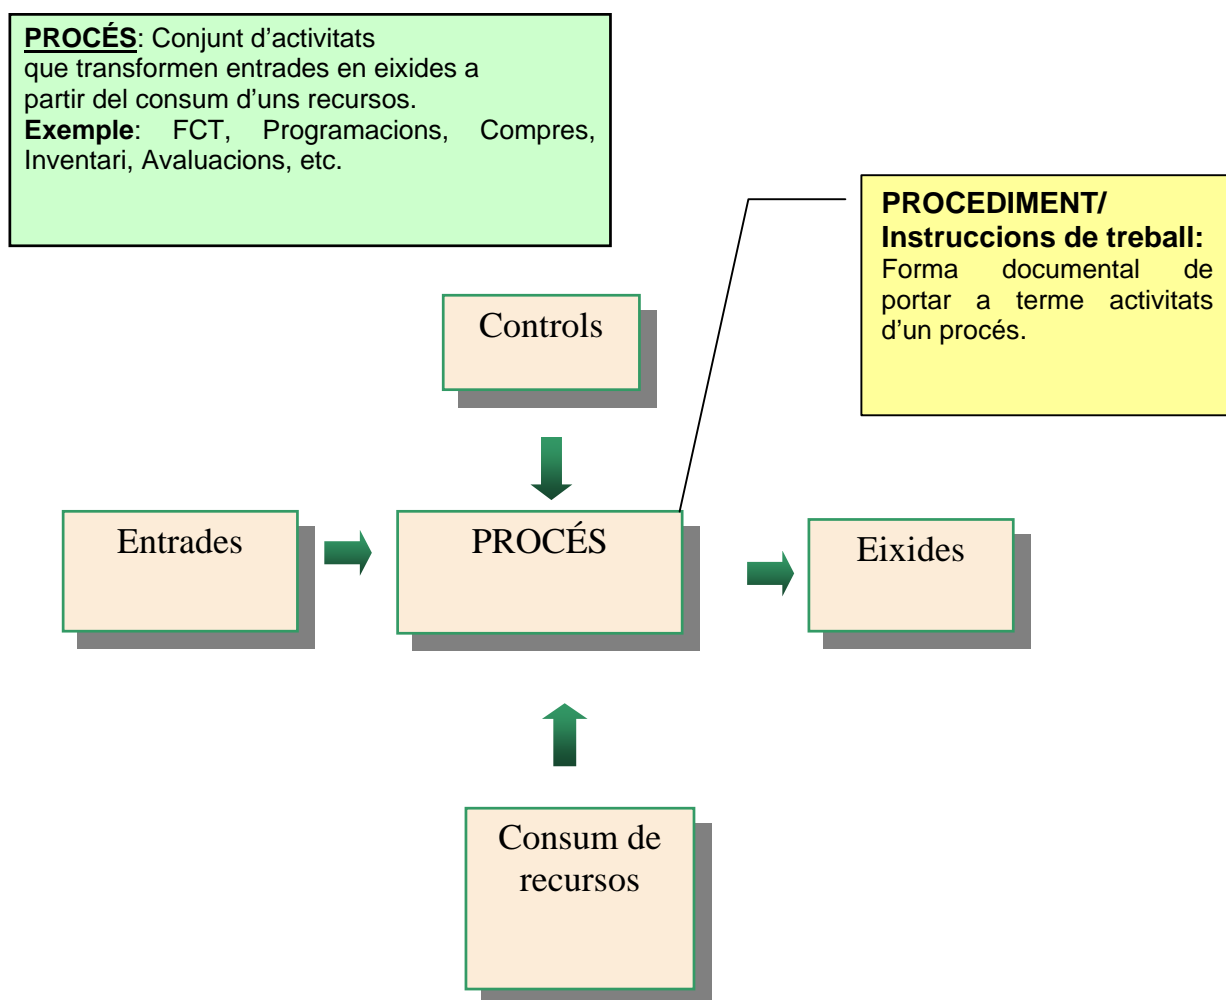 PROCÉS: Conjunt d’activitats
que transformen entrades en eixides a
partir del consum d’uns recursos.
Exemple: FCT, Programacions, Compres,
Inventari, Avaluacions, etc.
PROCEDIMENT/
Instruccions de treball:
Forma documental de
portar a terme activitats
d’un procés.
Controls
Entrades
PROCÉS
Eixides
Consum de
recursos